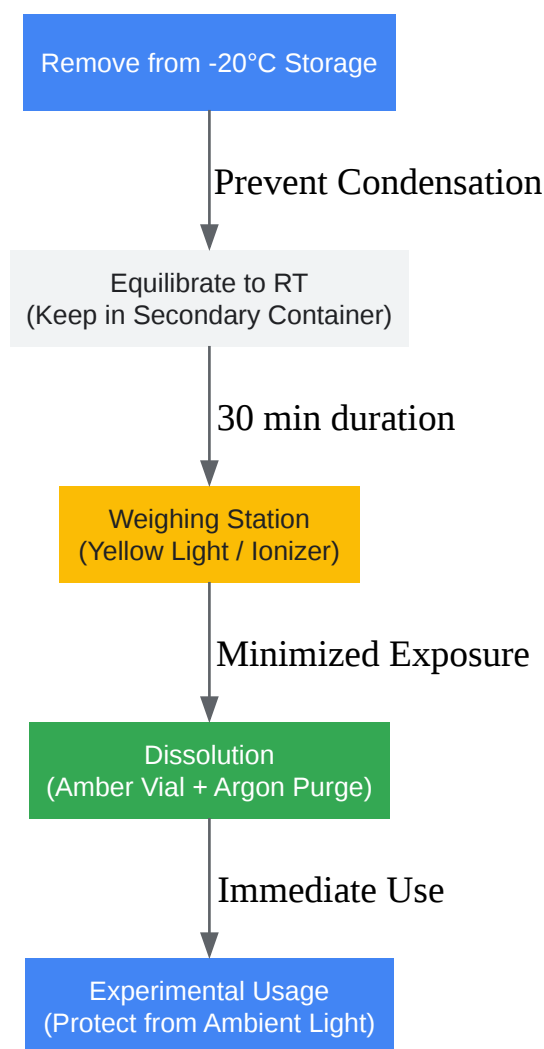 Remove from -20°C Storage
Prevent Condensation
Equilibrate to RT
(Keep in Secondary Container)
30 min duration
Weighing Station
(Yellow Light / Ionizer)
Minimized Exposure
Dissolution
(Amber Vial + Argon Purge)
Immediate Use
Experimental Usage
(Protect from Ambient Light)